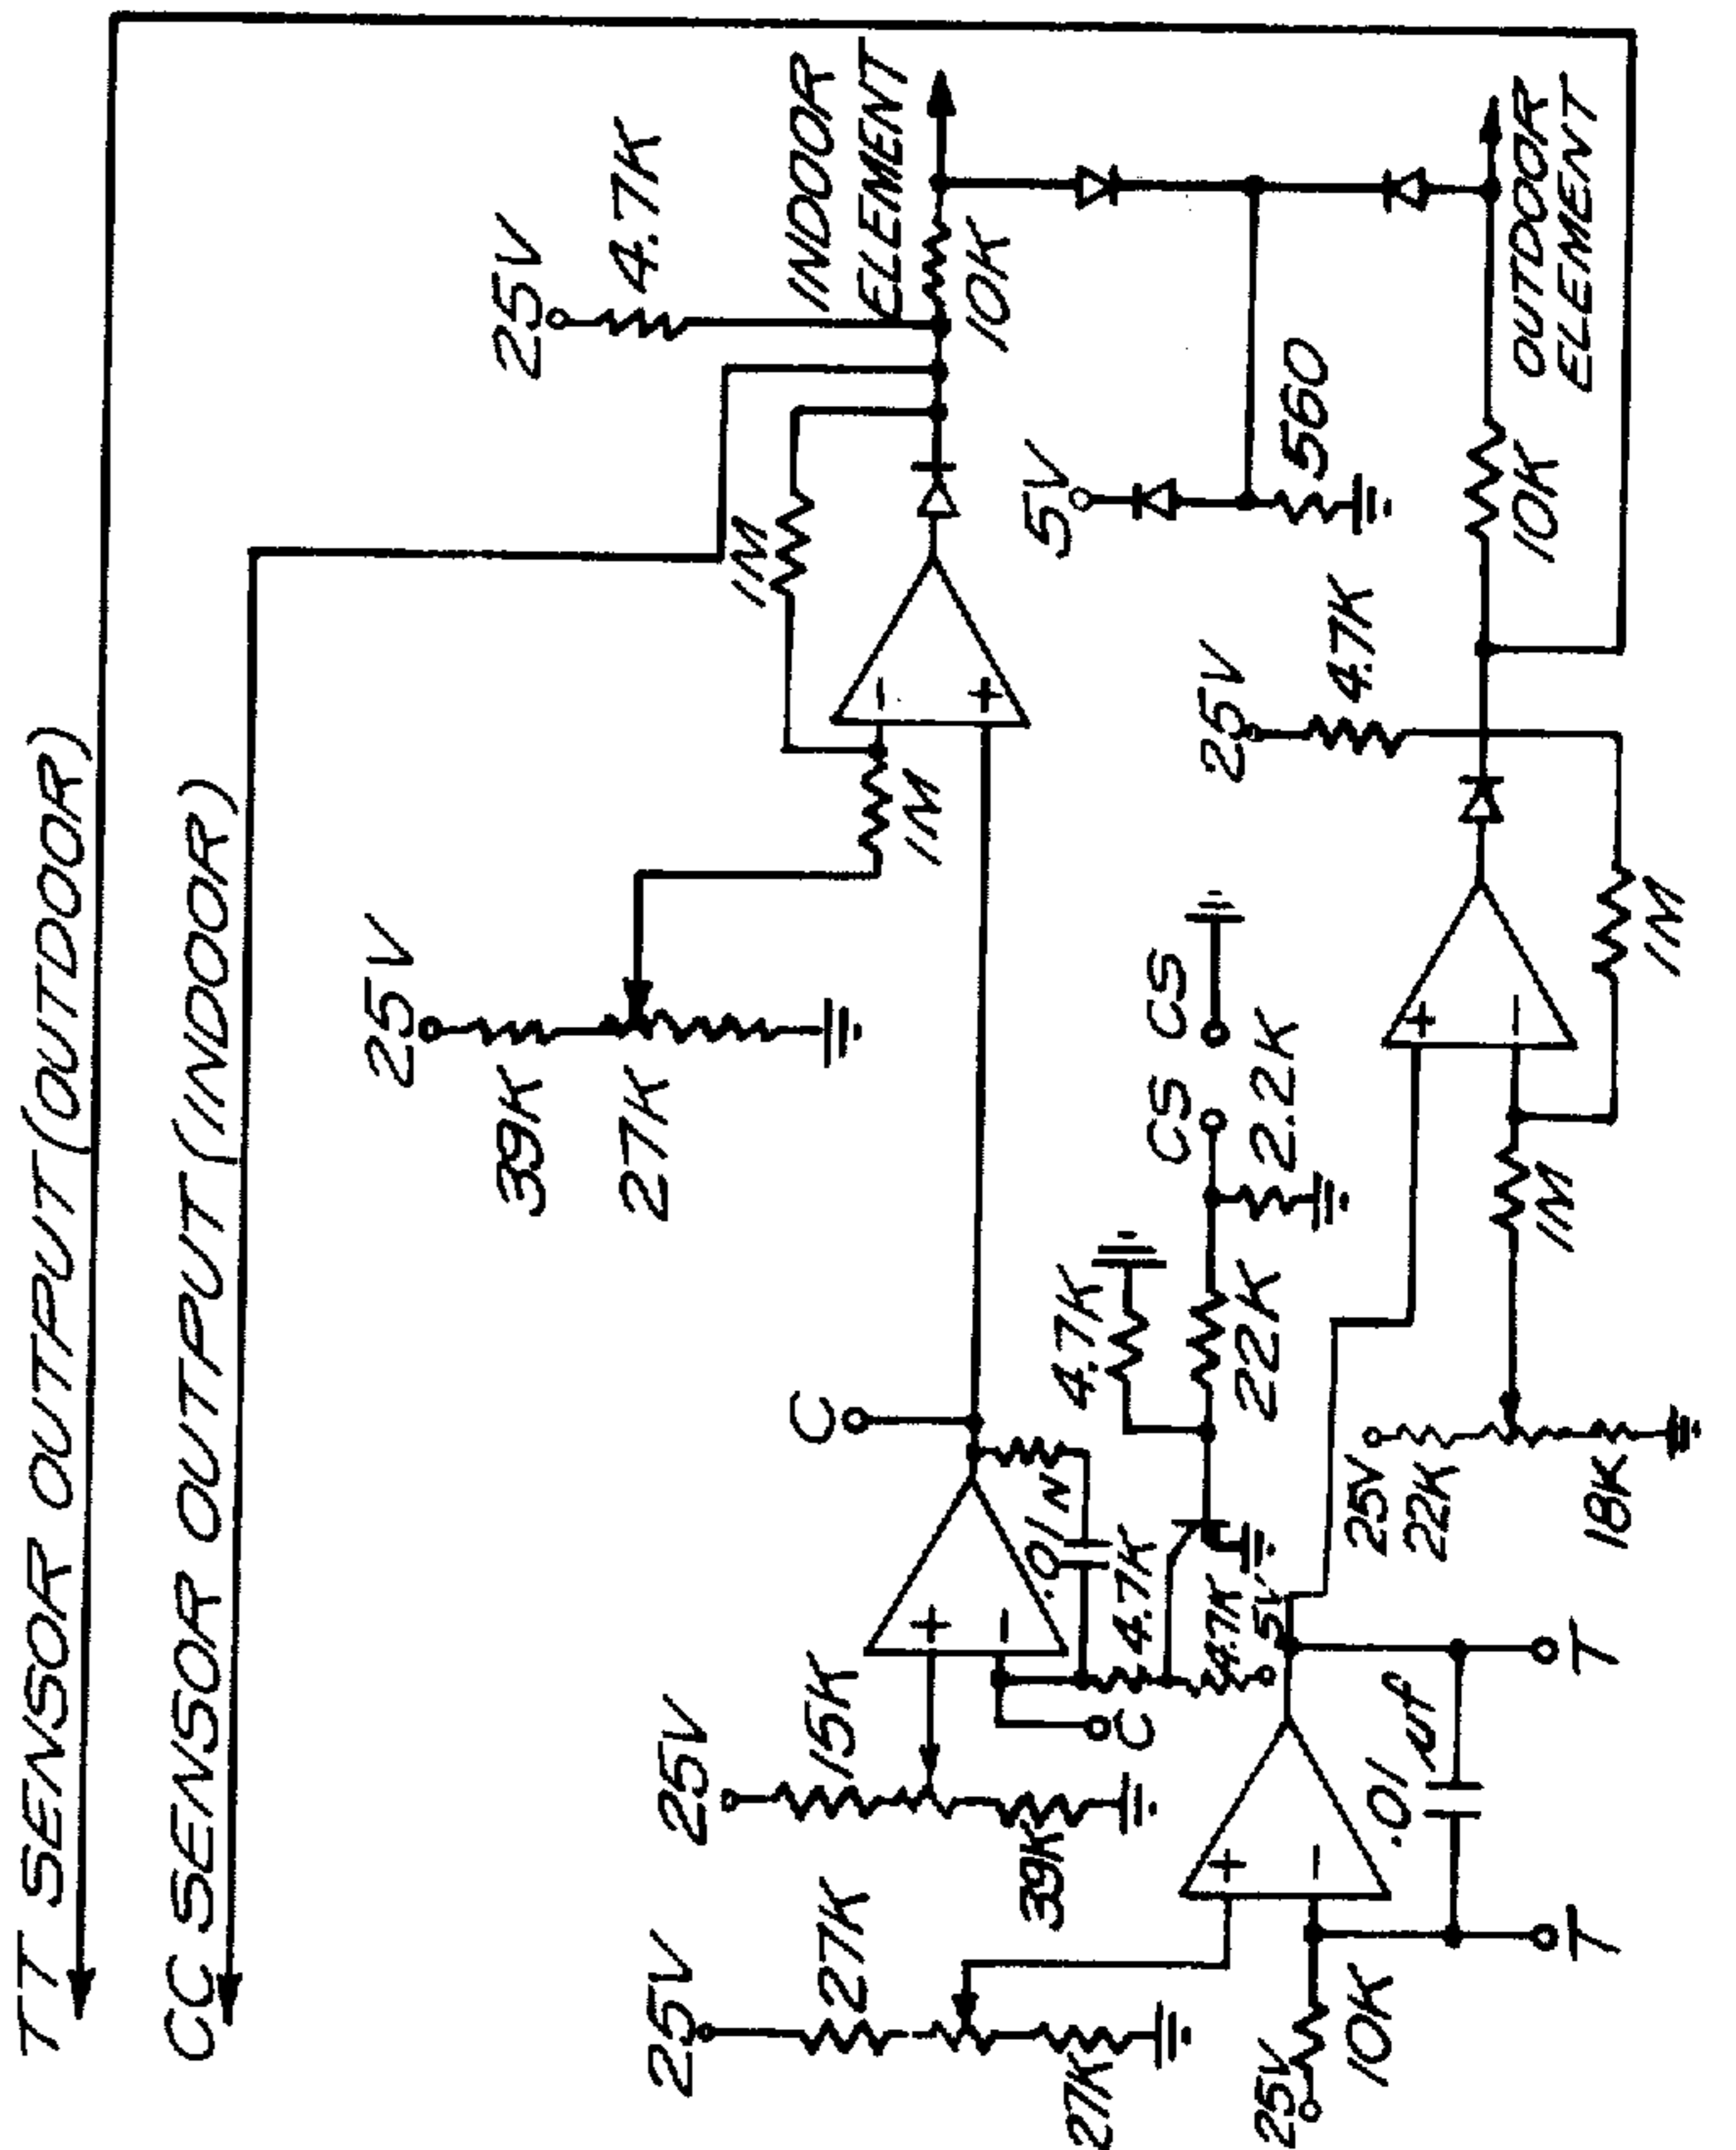 TT SENSOR OUTPUT (OUTDOOR)
CC SENSOR OUTPUT (INDOOR)
25V
4.7K
INDOOR
ELEMENT
10K
1M
1M
25V
39K
27K
5V
560
25V
4.7K
10K
OUTDOOR
ELEMENT
C
+
-
.01
4.7K
4.7K
5V
4.7K
22K
CS
CS
2.2K
+
-
1M
1M
25V
22K
18K
25V
15K
39K
+
-
C
25V
27K
27K
+
-
25V
10K
.01 uf
T
T